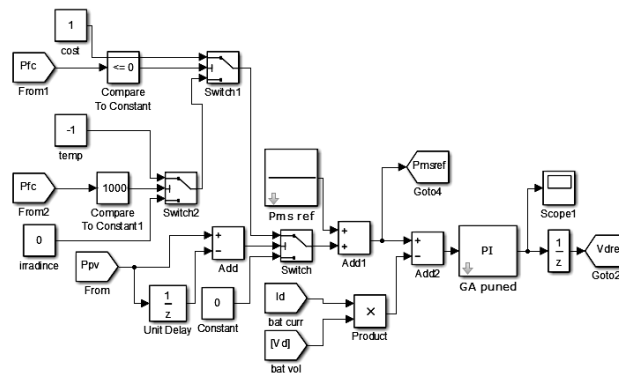 1
cost
Pfc
From1
<= 0
Compare
To Constant
Switch1
-1
temp
Pfc
From2
1000
Compare
To Constant1
Switch2
0
irradince
Ppv
From
1
z
Unit Delay
+
−
Add
0
Constant
Switch
Pms ref
+
+
Add1
Pmsref
Goto4
Id
bat curr
[Vd]
bat vol
×
Product
+
−
Add2
PI
GA puned
Scope1
1
z
Vdre
Goto2